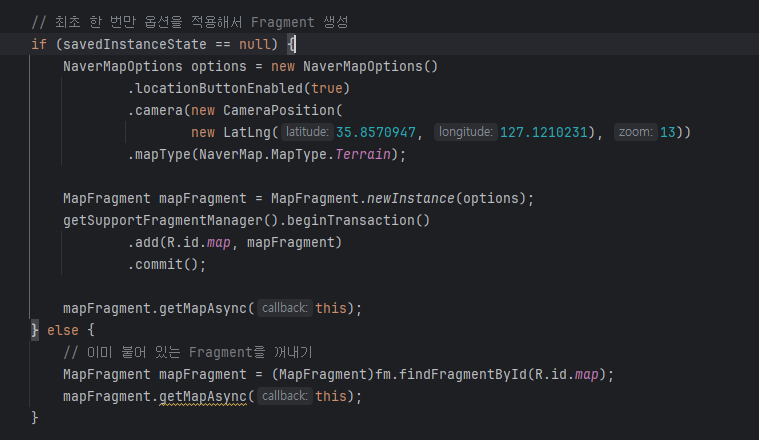 // 최초 한 번만 옵션을 적용해서 Fragment 생성
if (savedInstanceState == null) {
NaverMapOptions options = new NaverMapOptions()
.locationButtonEnabled(true)
.camera(new CameraPosition(
new LatLng( latitude: 35.8570947, longitude: 127.1210231), zoom: 13))
.mapType(NaverMap.MapType.Terrain);
MapFragment mapFragment = MapFragment.newInstance(options);
getSupportFragmentManager().beginTransaction()
.add(R.id.map, mapFragment)
.commit();
mapFragment.getMapAsync( callback: this);
} else {
// 이미 붙어 있는 Fragment를 꺼내기
MapFragment mapFragment = (MapFragment)fm.findFragmentById(R.id.map);
mapFragment.getMapAsync( callback: this);
}